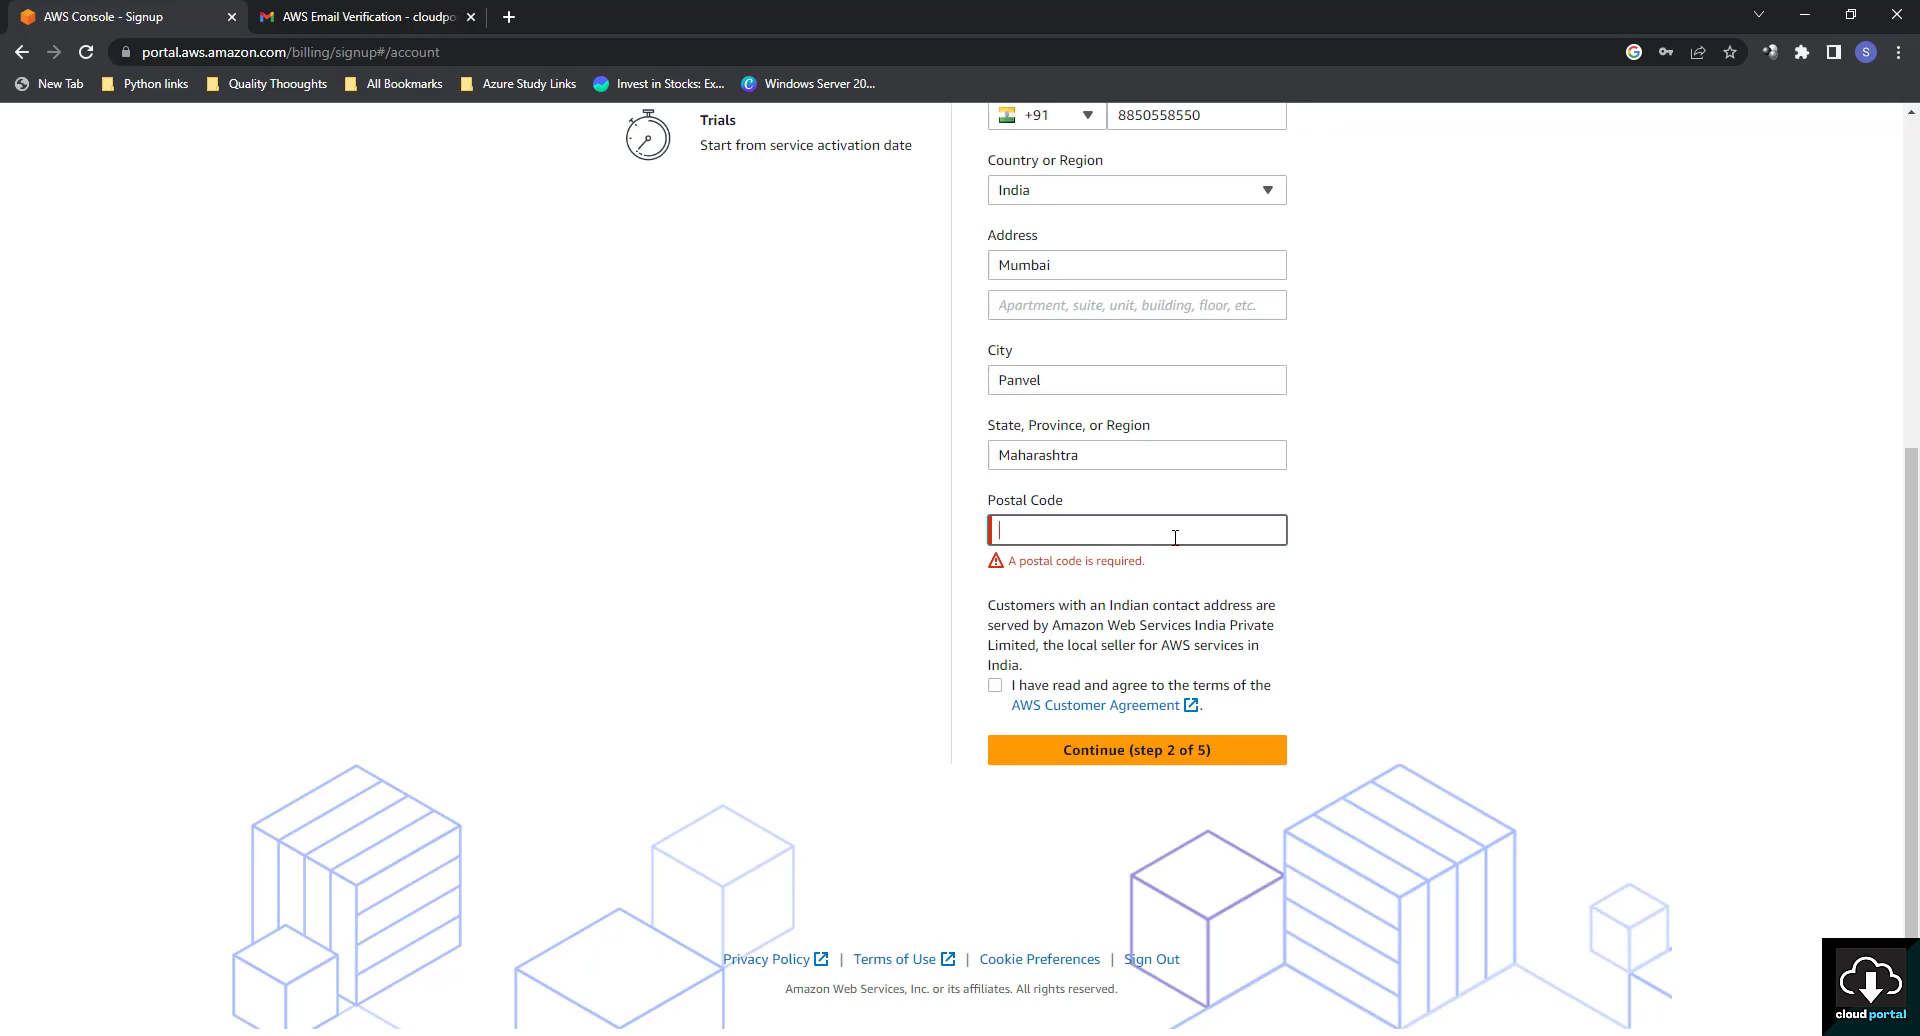 AWS Console - Signup
AWS Email Verification - cloudpo
portal.aws.amazon.com/billing/signup#/account
S
New Tab
Python links
Quality Thooughts
All Bookmarks
Azure Study Links
Invest in Stocks: Ex...
Windows Server 20...
Trials
Start from service activation date
+91
8850558550
Country or Region
India
Address
Mumbai
Apartment, suite, unit, building, floor, etc.
City
Panvel
State, Province, or Region
Maharashtra
Postal Code
A postal code is required.
Customers with an Indian contact address are
served by Amazon Web Services India Private
Limited, the local seller for AWS services in
India.
I have read and agree to the terms of the
AWS Customer Agreement .
Continue (step 2 of 5)
Privacy Policy | Terms of Use | Cookie Preferences | Sign Out
Amazon Web Services, Inc. or its affiliates. All rights reserved.
cloud portal